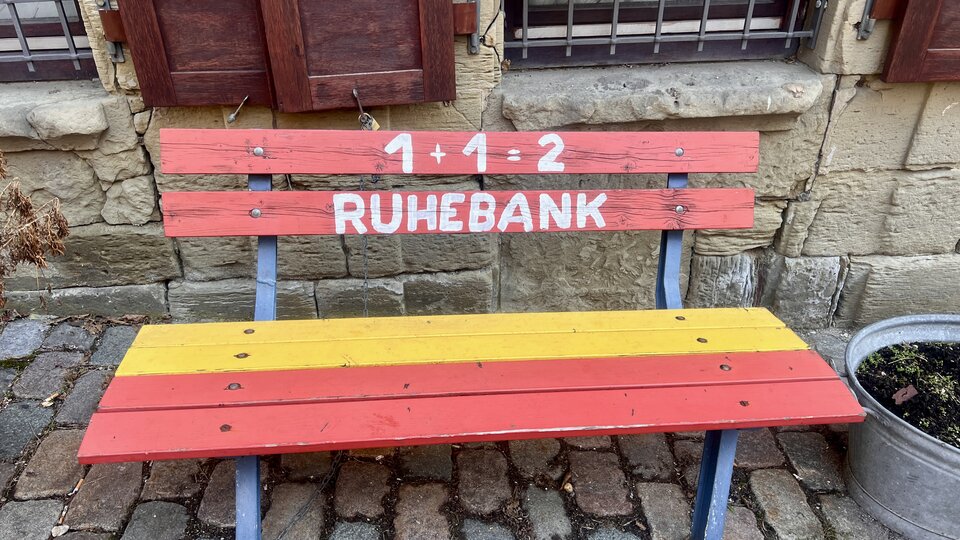 1 + 1 = 2
RUHEBANK